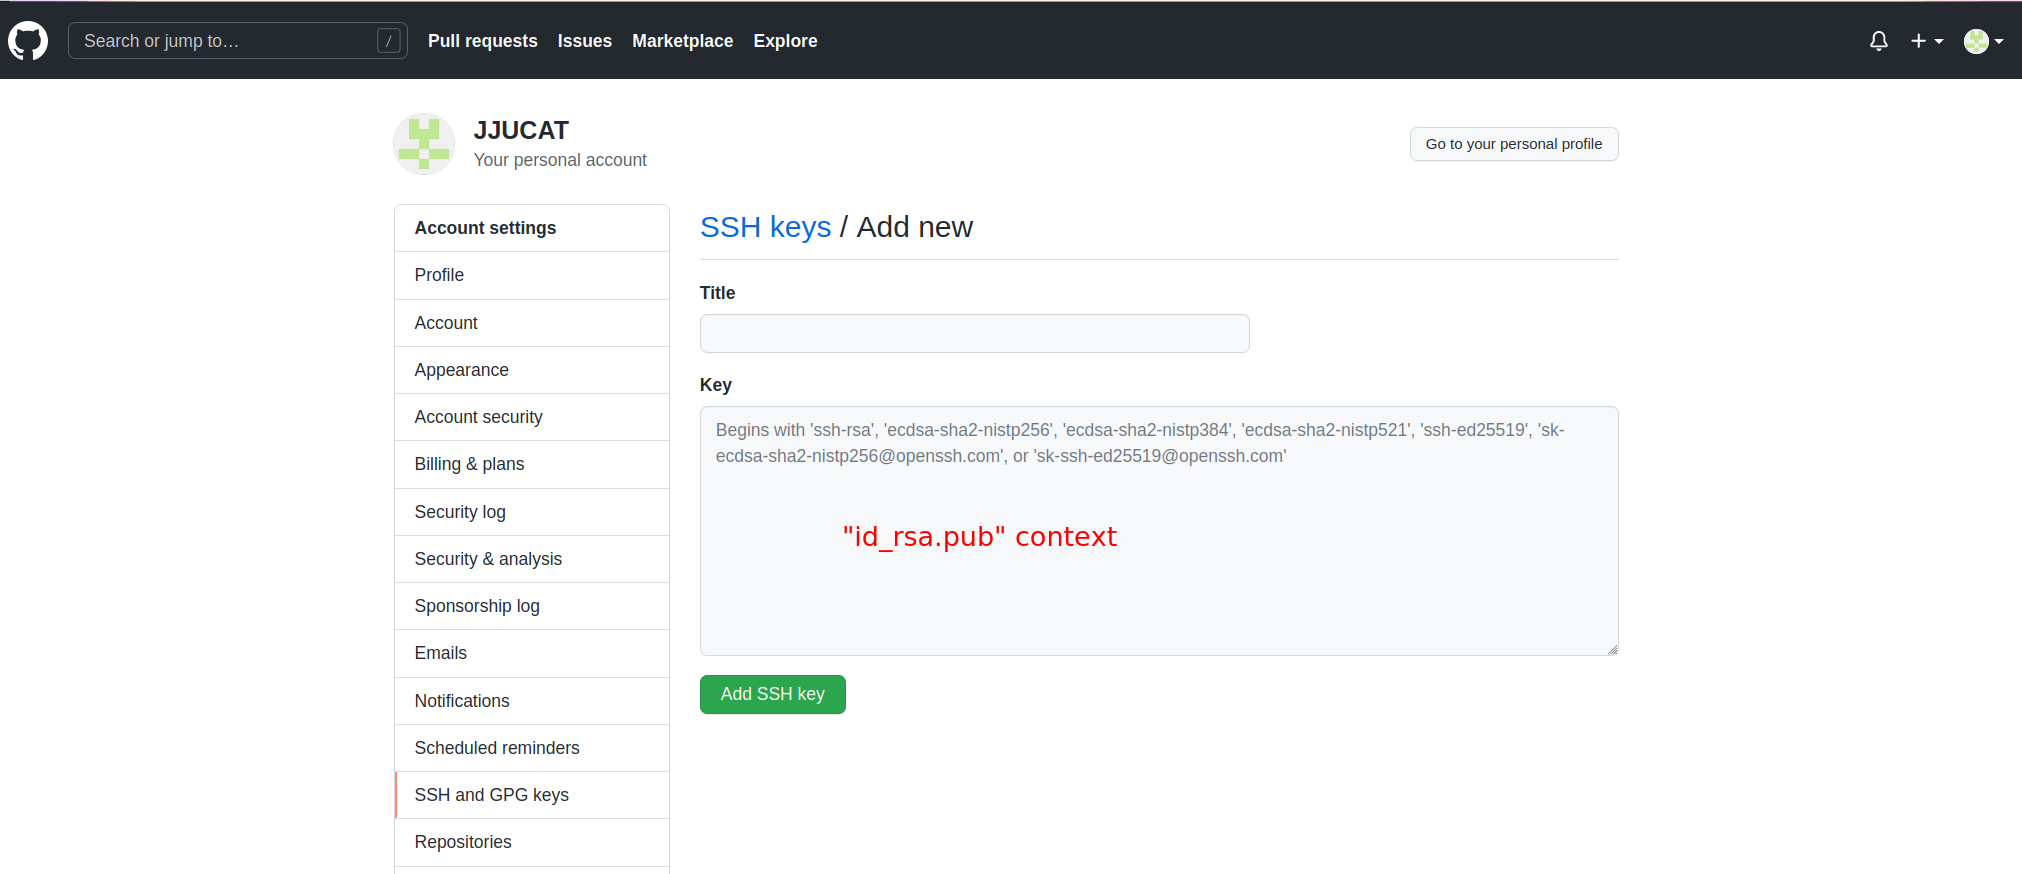 Search or jump to…
/
Pull requests Issues Marketplace Explore
JJUCAT
Your personal account
Go to your personal profile
Account settings
Profile
Account
Appearance
Account security
Billing & plans
Security log
Security & analysis
Sponsorship log
Emails
Notifications
Scheduled reminders
SSH and GPG keys
Repositories
SSH keys / Add new
Title
Key
Begins with 'ssh-rsa', 'ecdsa-sha2-nistp256', 'ecdsa-sha2-nistp384', 'ecdsa-sha2-nistp521', 'ssh-ed25519', 'sk-
ecdsa-sha2-nistp256@openssh.com', or 'sk-ssh-ed25519@openssh.com'
"id_rsa.pub" context
Add SSH key